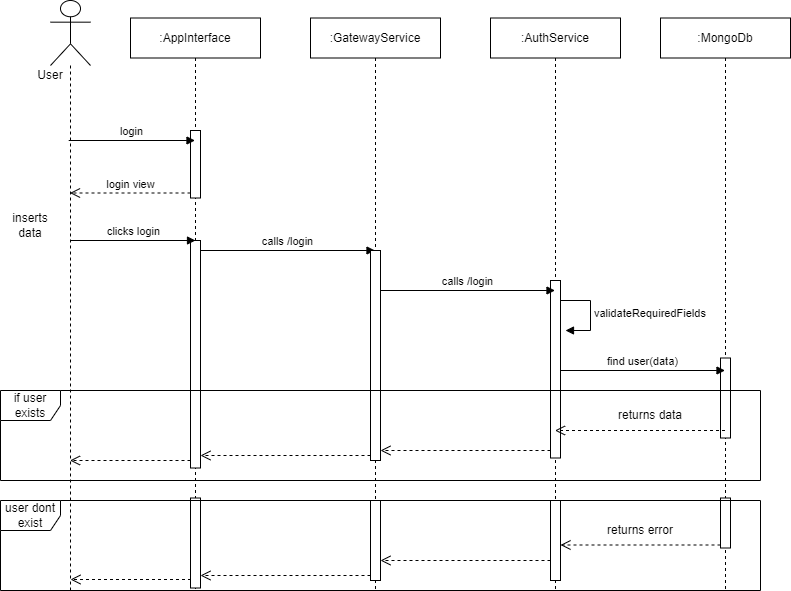 :AppInterface
:GatewayService
:AuthService
:MongoDb
User
login
login view
inserts
data
clicks login
calls /login
calls /login
validateRequiredFields
find user(data)
if user
exists
returns data
user dont
exist
returns error